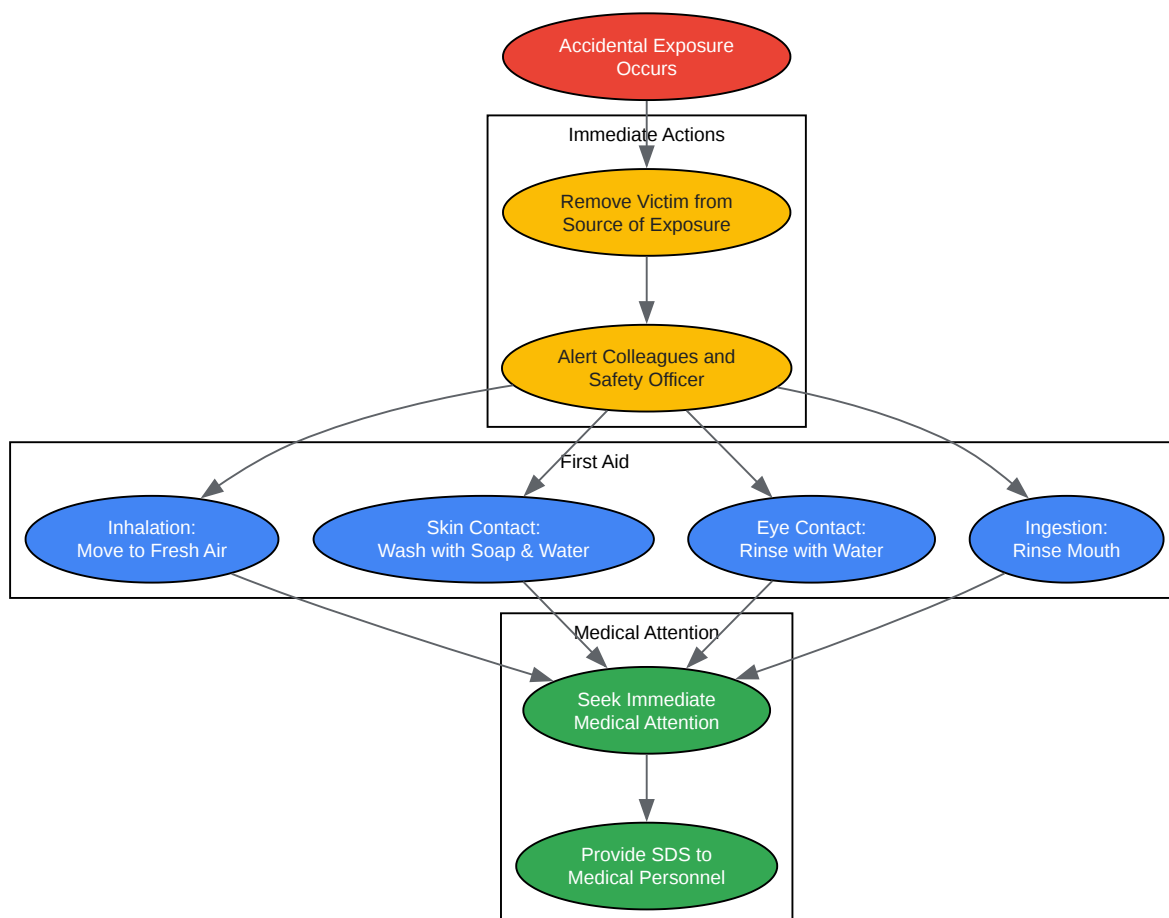 Accidental Exposure
Occurs
Immediate Actions
Remove Victim from
Source of Exposure
Alert Colleagues and
Safety Officer
First Aid
Inhalation:
Move to Fresh Air
Skin Contact:
Wash with Soap & Water
Eye Contact:
Rinse with Water
Ingestion:
Rinse Mouth
Medical Attention
Seek Immediate
Medical Attention
Provide SDS to
Medical Personnel